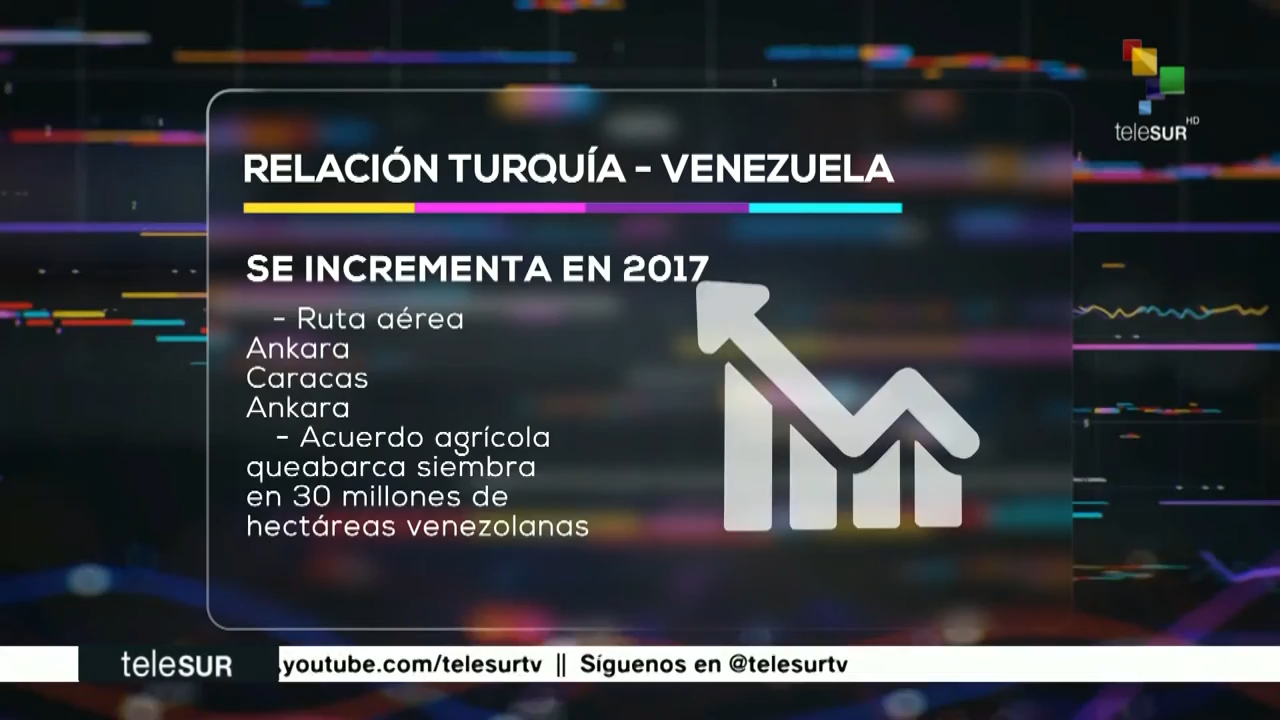 teleSUR HD
RELACIÓN TURQUÍA - VENEZUELA
SE INCREMENTA EN 2017
- Ruta aérea
Ankara
Caracas
Ankara
- Acuerdo agrícola
queabarca siembra
en 30 millones de
hectáreas venezolanas
teleSUR
.youtube.com/telesurtv || Síguenos en @telesurtv